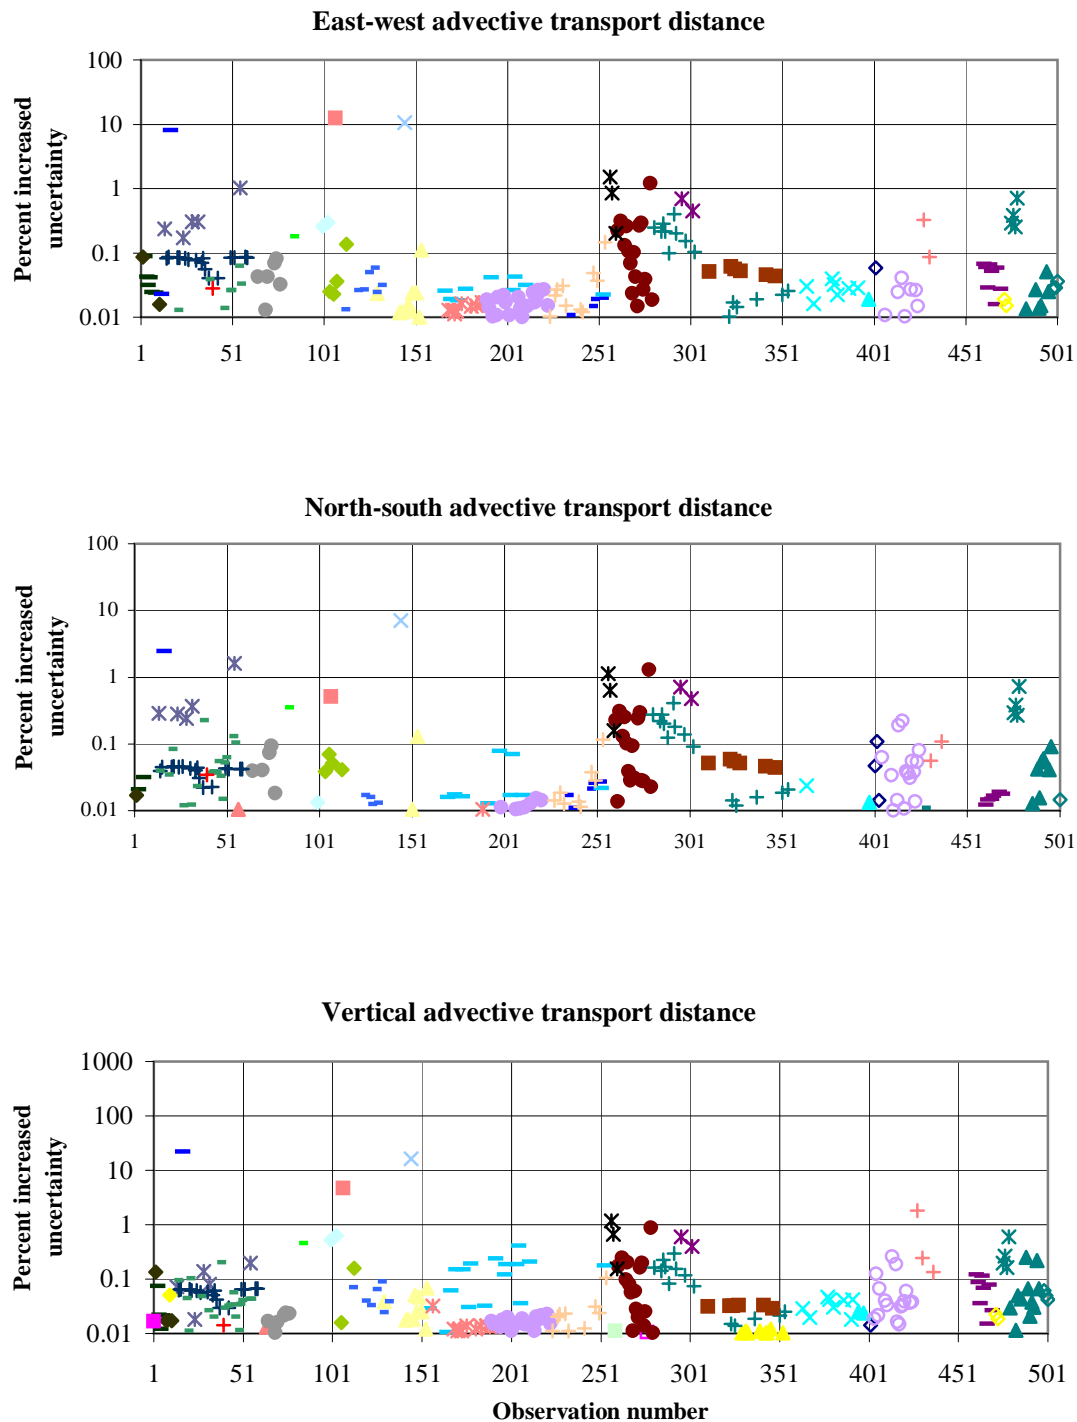 East-west advective transport distance
Percent increased
uncertainty
100
10
1
0.1
0.01
1 51 101 151 201 251 301 351 401 451 501
North-south advective transport distance
Percent increased
uncertainty
100
10
1
0.1
0.01
1 51 101 151 201 251 301 351 401 451 501
Vertical advective transport distance
Percent increased
uncertainty
1000
100
10
1
0.1
0.01
1 51 101 151 201 251 301 351 401 451 501
Observation number